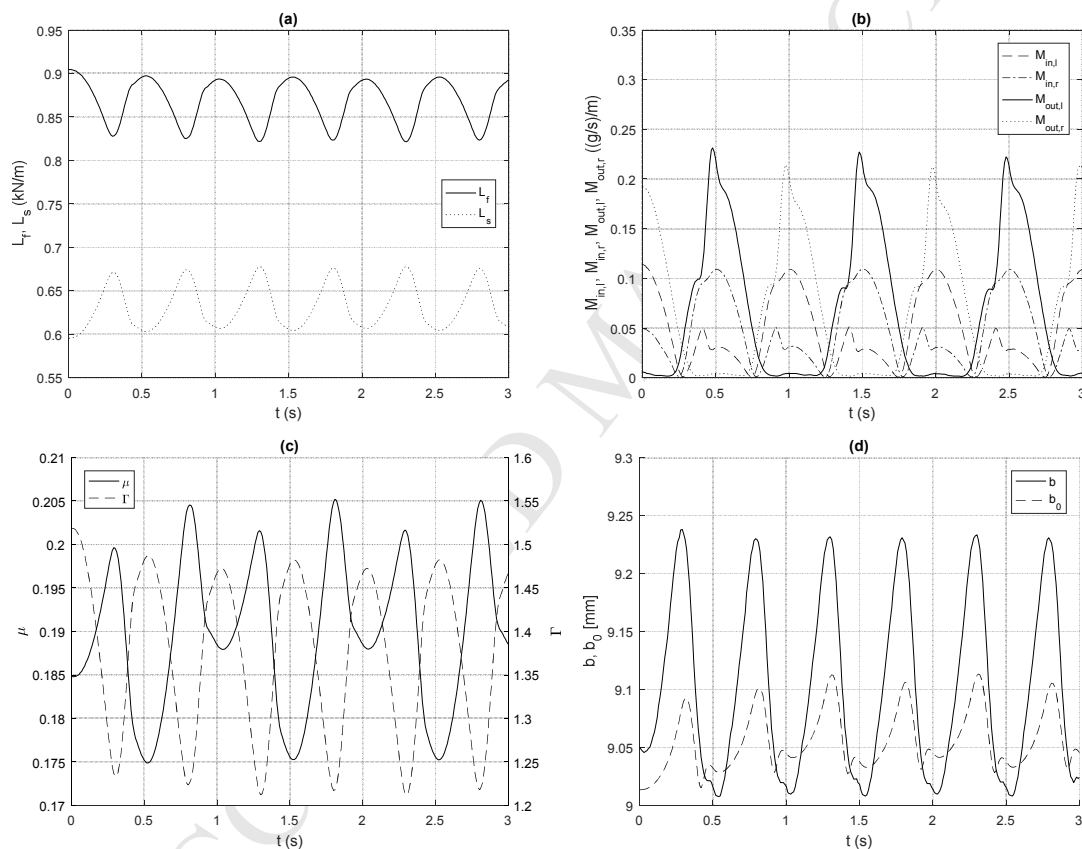 (a)
0.95
0.9
0.85
0.8
0.75
0.7
0.65
0.6
0.55
L_f, L_s (kN/m)
L_f
L_s
0 0.5 1 1.5 2 2.5 3
t (s)
(b)
0.35
0.3
0.25
0.2
0.15
0.1
0.05
0
M_in,l, M_in,r, M_out,l, M_out,r ((g/s)/m)
M_in,l
M_in,r
M_out,l
M_out,r
0 0.5 1 1.5 2 2.5 3
t (s)
(c)
0.21
0.205
0.2
0.195
0.19
0.185
0.18
0.175
0.17
μ
μ
Γ
1.6
1.55
1.5
1.45
1.4
1.35
1.3
1.25
1.2
Γ
0 0.5 1 1.5 2 2.5 3
t (s)
(d)
9.3
9.25
9.2
9.15
9.1
9.05
9
b, b_0 [mm]
b
b_0
0 0.5 1 1.5 2 2.5 3
t (s)